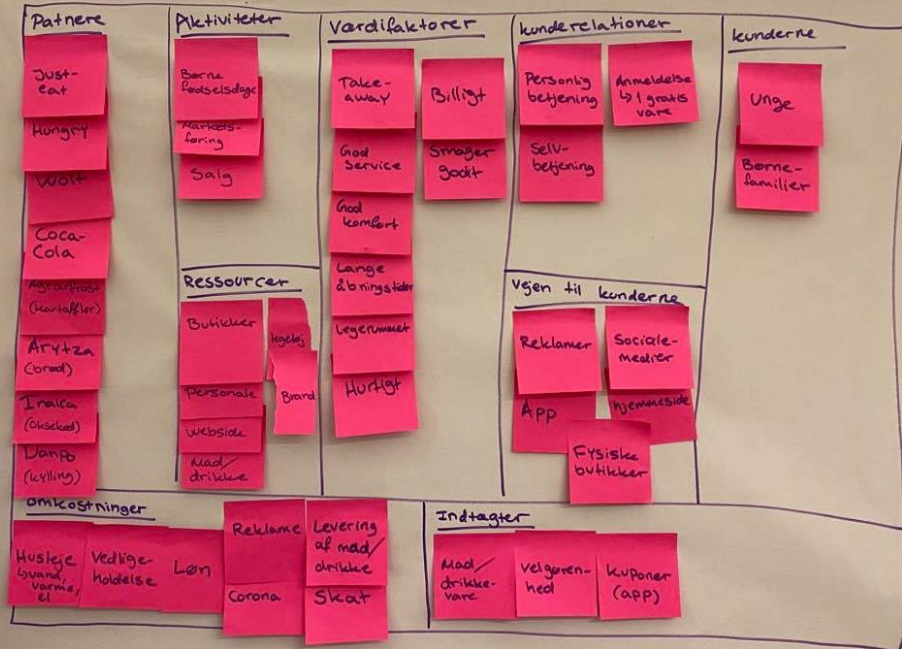 Patnere
Just-
eat
Hungry
Wolt
Coca-
Cola
Agrofrost
(kartoffler)
Arytza
(brød)
Inalca
(oksekød)
Danpo
(kylling)
Aktiviteter
Børne
fødselsdage
Markeds-
føring
Salg
Ressourcer
Butikker
legetøj
Personale
Brand
Webside
Mad/
drikke
Værdifaktorer
Take-
away
Billigt
God
Service
Smager
godt
God
komfort
Lange
åbningstider
Legerummet
Hurtigt
kunderelationer
Personlig
betjening
Anmeldelse
↳ 1 gratis
vare
Selv-
betjening
Vejen til kunderne
Reklamer
Sociale-
medier
App
hjemmeside
Fysiske
butikker
kunderne
Unge
Børne-
familier
Omkostninger
Husleje
↳ vand,
varme,
el
Vedlige-
holdelse
Løn
Reklame
Levering
af mad/
drikke
Corona
Skat
Indtægter
Mad/
drikke-
vare
velgøren-
hed
kuponer
(app)